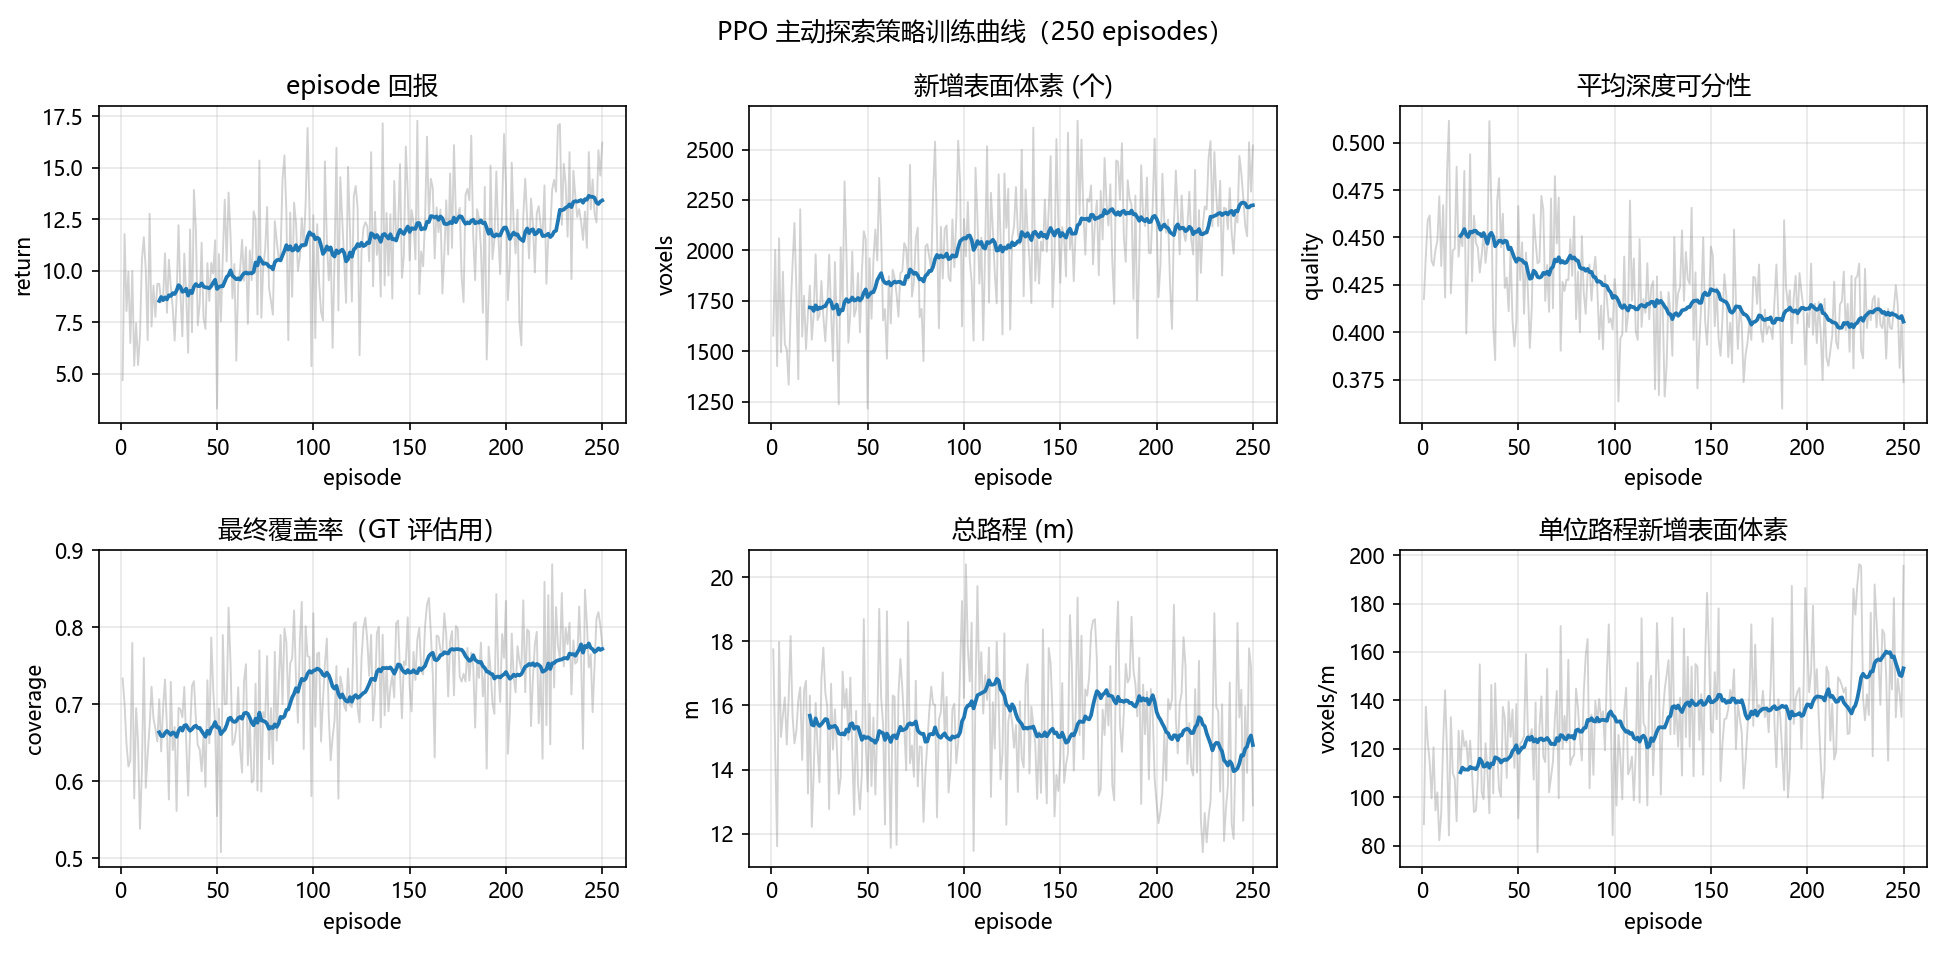 PPO 主动探索策略训练曲线（250 episodes）
episode 回报
17.5
15.0
12.5
10.0
7.5
5.0
return
0 50 100 150 200 250
episode
新增表面体素 (个)
2500
2250
2000
1750
1500
1250
voxels
0 50 100 150 200 250
episode
平均深度可分性
0.500
0.475
0.450
0.425
0.400
0.375
quality
0 50 100 150 200 250
episode
最终覆盖率（GT 评估用）
0.9
0.8
0.7
0.6
0.5
coverage
0 50 100 150 200 250
episode
总路程 (m)
20
18
16
14
12
m
0 50 100 150 200 250
episode
单位路程新增表面体素
200
180
160
140
120
100
80
voxels/m
0 50 100 150 200 250
episode